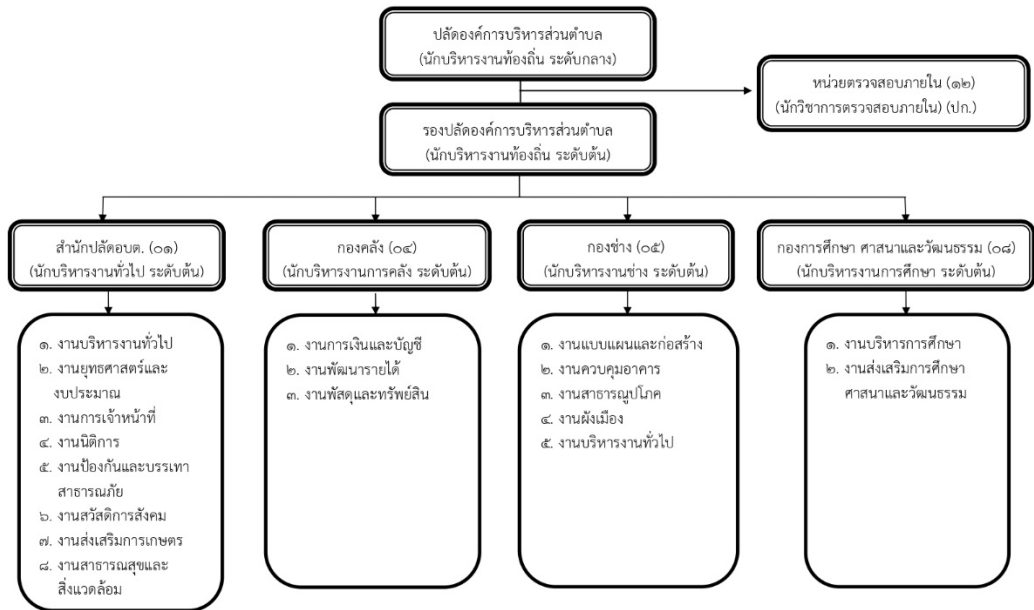 ปลัดองค์การบริหารส่วนตำบล
(นักบริหารงานท้องถิ่น ระดับกลาง)
หน่วยตรวจสอบภายใน (๑๒)
(นักวิชาการตรวจสอบภายใน) (ปก.)
รองปลัดองค์การบริหารส่วนตำบล
(นักบริหารงานท้องถิ่น ระดับต้น)
สำนักปลัดอบต. (๐๑)
(นักบริหารงานทั่วไป ระดับต้น)
กองคลัง (๐๔)
(นักบริหารงานการคลัง ระดับต้น)
กองช่าง (๐๕)
(นักบริหารงานช่าง ระดับต้น)
กองการศึกษา ศาสนาและวัฒนธรรม (๐๘)
(นักบริหารงานการศึกษา ระดับต้น)
๑. งานบริหารงานทั่วไป
๒. งานยุทธศาสตร์และ
งบประมาณ
๓. งานการเจ้าหน้าที่
๔. งานนิติการ
๕. งานป้องกันและบรรเทา
สาธารณภัย
๖. งานสวัสดิการสังคม
๗. งานส่งเสริมการเกษตร
๘. งานสาธารณสุขและ
สิ่งแวดล้อม
๑. งานการเงินและบัญชี
๒. งานพัฒนารายได้
๓. งานพัสดุและทรัพย์สิน
๑. งานแบบแผนและก่อสร้าง
๒. งานควบคุมอาคาร
๓. งานสาธารณูปโภค
๔. งานผังเมือง
๕. งานบริหารงานทั่วไป
๑. งานบริหารการศึกษา
๒. งานส่งเสริมการศึกษา
ศาสนาและวัฒนธรรม